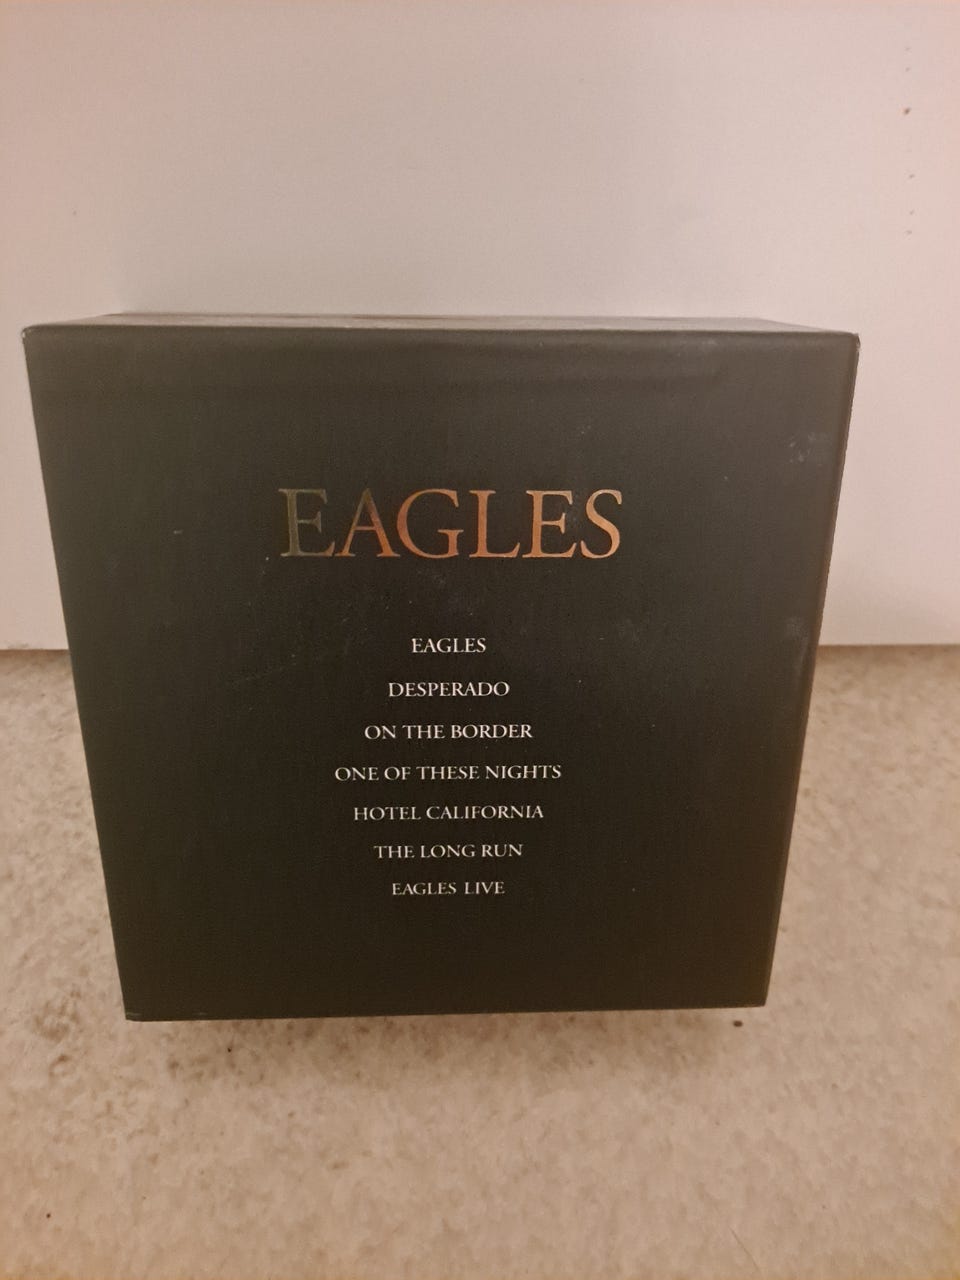 EAGLES
EAGLES
DESPERADO
ON THE BORDER
ONE OF THESE NIGHTS
HOTEL CALIFORNIA
THE LONG RUN
EAGLES LIVE